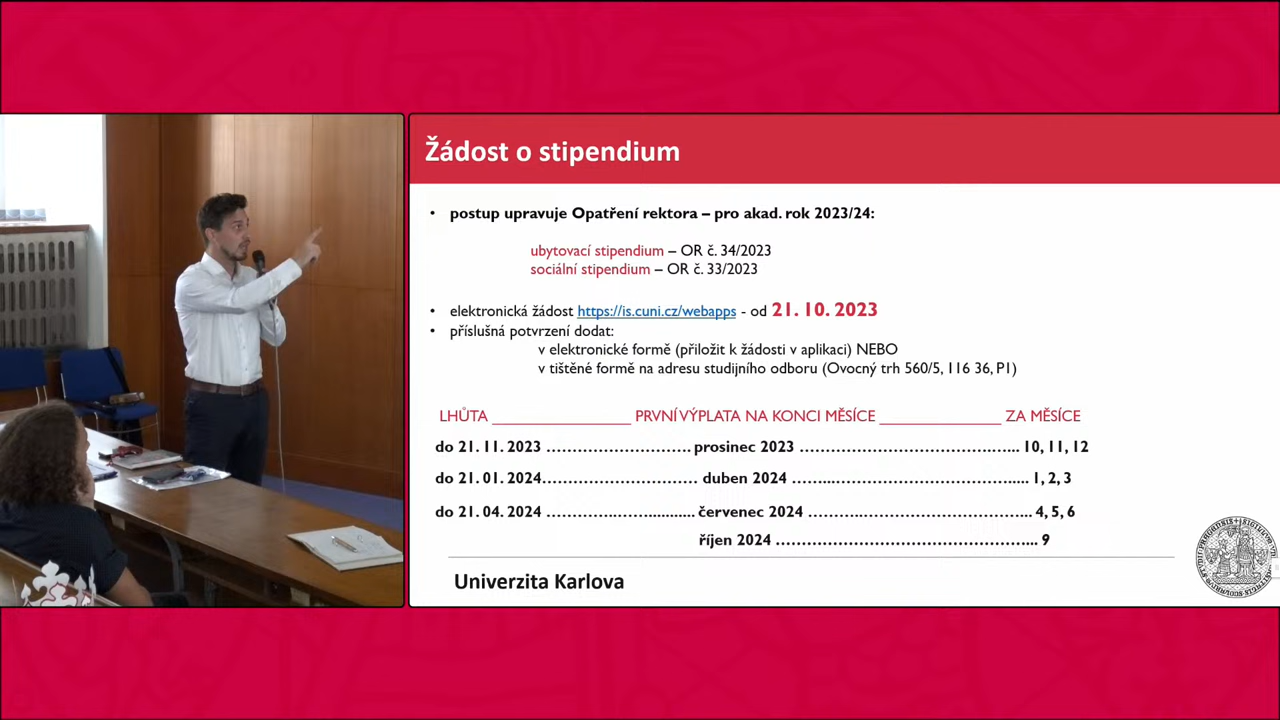 Žádost o stipendium
• postup upravuje Opatření rektora – pro akad. rok 2023/24:
ubytovací stipendium – OR č. 34/2023
sociální stipendium – OR č. 33/2023
• elektronická žádost https://is.cuni.cz/webapps - od 21. 10. 2023
• příslušná potvrzení dodat:
v elektronické formě (přiložit k žádosti v aplikaci) NEBO
v tištěné formě na adresu studijního odboru (Ovocný trh 560/5, 116 36, P1)
LHŮTA __________________ PRVNÍ VÝPLATA NA KONCI MĚSÍCE ________________ ZA MĚSÍCE
do 21. 11. 2023 ………………………….. prosinec 2023 ………………………………….…... 10, 11, 12
do 21. 01. 2024………………………… duben 2024 ……...…………………………….…..... 1, 2, 3
do 21. 04. 2024 ………….……........... červenec 2024 ………..…………………………….. 4, 5, 6
říjen 2024 ………………………………………... 9
Univerzita Karlova